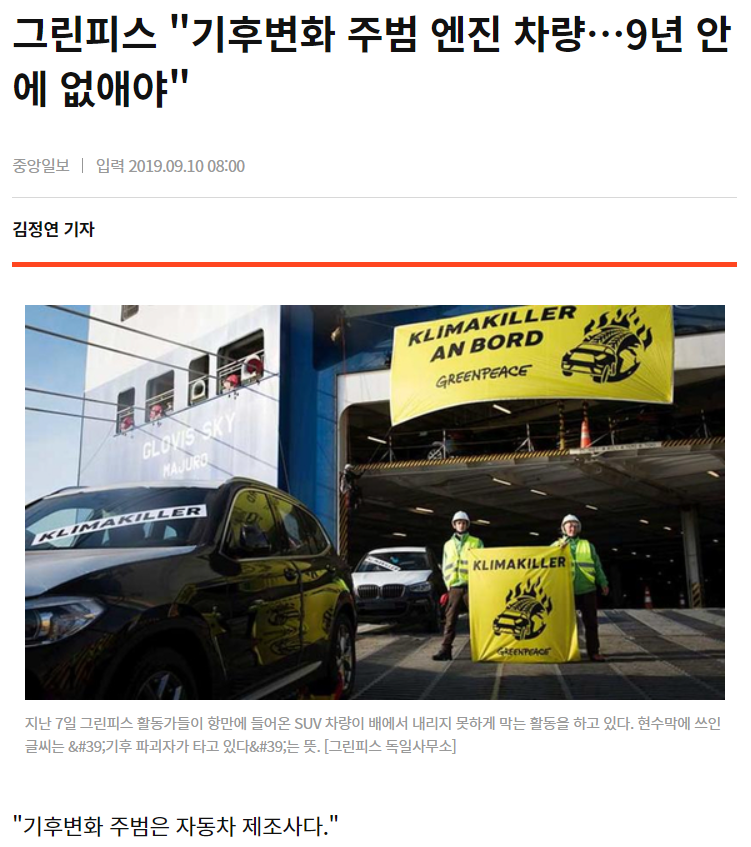 그린피스 "기후변화 주범 엔진 차량…9년 안
에 없애야"
중앙일보 | 입력 2019.09.10 08:00
김정연 기자
KLIMAKILLER
AN BORD
GREENPEACE
GLOVIS SKY
MAJURO
KLIMAKILLER
KLIMAKILLER
GREENPEACE
지난 7일 그린피스 활동가들이 항만에 들어온 SUV 차량이 배에서 내리지 못하게 막는 활동을 하고 있다. 현수막에 쓰인
글씨는 &#39;기후 파괴자가 타고 있다&#39;는 뜻. [그린피스 독일사무소]
"기후변화 주범은 자동차 제조사다."